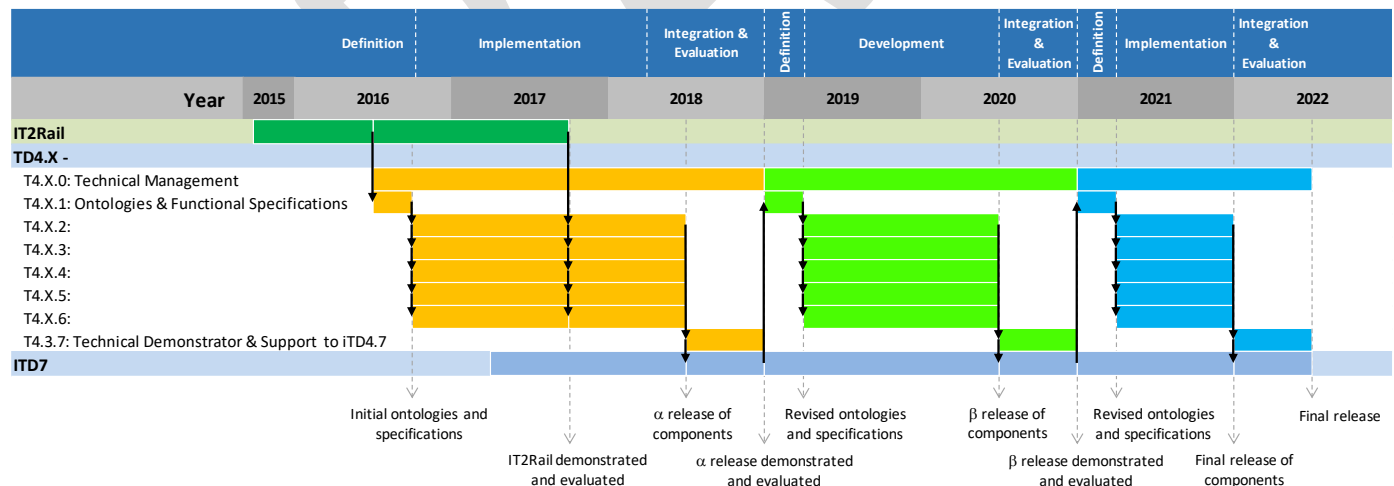 Definition
Implementation
Integration &
Evaluation
Definition
Development
Integration
&
Evaluation
Definition
Implementation
Integration
&
Evaluation
Year
2015
2016
2017
2018
2019
2020
2021
2022
IT2Rail
TD4.X -
T4.X.0: Technical Management
T4.X.1: Ontologies & Functional Specifications
T4.X.2:
T4.X.3:
T4.X.4:
T4.X.5:
T4.X.6:
T4.3.7: Technical Demonstrator & Support to iTD4.7
ITD7
Initial ontologies and
specifications
α release of
components
Revised ontologies
and specifications
β release of
components
Revised ontologies
and specifications
Final release
IT2Rail demonstrated
and evaluated
α release demonstrated
and evaluated
β release demonstrated
and evaluated
Final release of
components